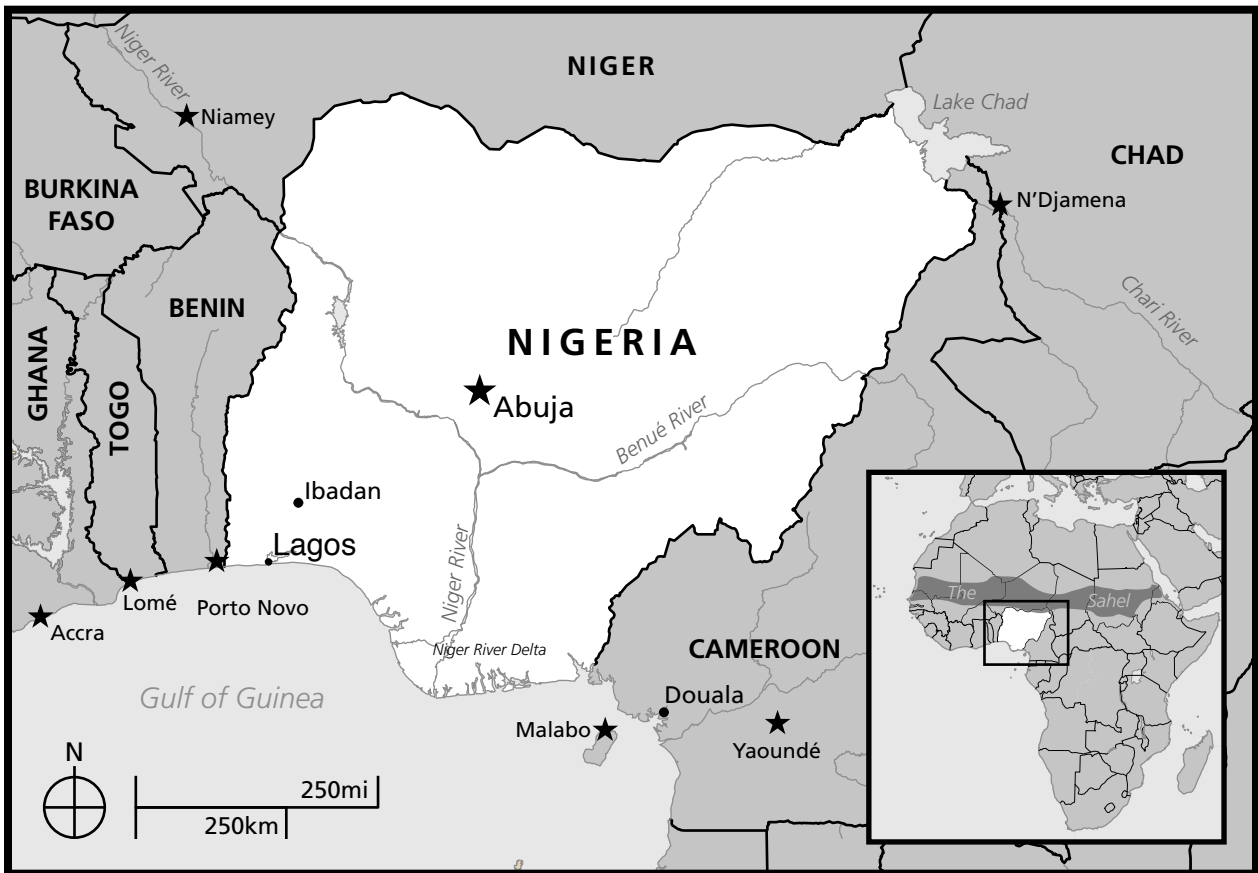 NIGER
Niger River
Niamey
Lake Chad
CHAD
BURKINA
FASO
N'Djamena
BENIN
Chari River
NIGERIA
GHANA
TOGO
Abuja
Benué River
Ibadan
Lagos
Niger River
Lomé
Porto Novo
Accra
The Sahel
Niger River Delta
CAMEROON
Gulf of Guinea
Douala
Malabo
Yaoundé
N
250mi
250km